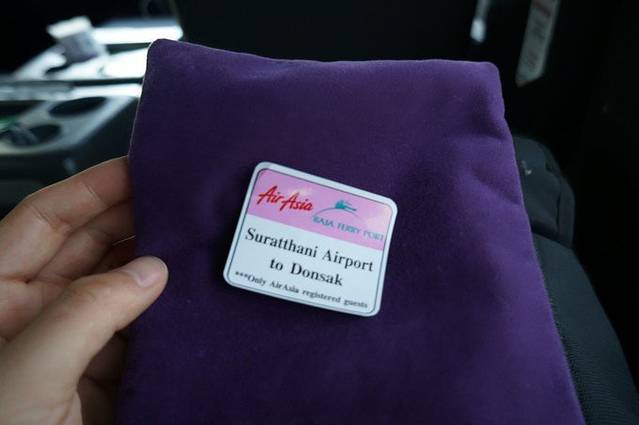 AirAsia
RAJA FERRY PORT
Suratthani Airport
to Donsak
***Only AirAsia registered guests